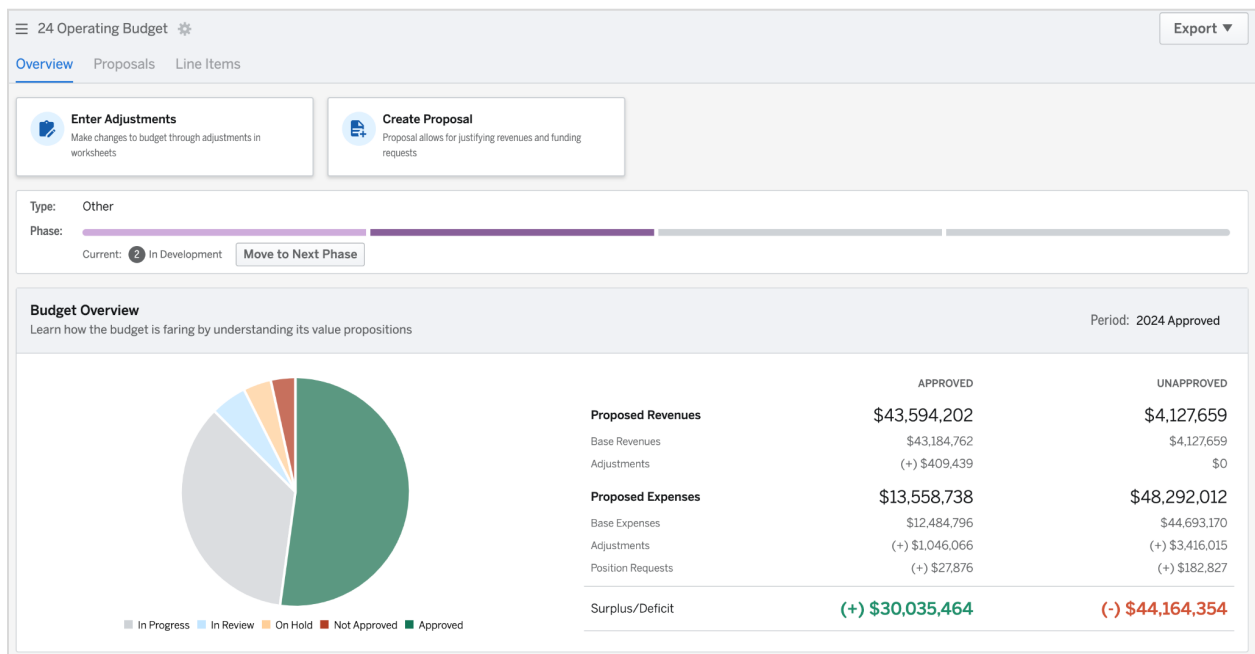 24 Operating Budget
Export ▼
Overview Proposals Line Items
Enter Adjustments
Make changes to budget through adjustments in
worksheets
Create Proposal
Proposal allows for justifying revenues and funding
requests
Type: Other
Phase:
Current: 2 In Development Move to Next Phase
Budget Overview
Learn how the budget is faring by understanding its value propositions
Period: 2024 Approved
APPROVED UNAPPROVED
Proposed Revenues $43,594,202 $4,127,659
Base Revenues $43,184,762 $4,127,659
Adjustments (+) $409,439 $0
Proposed Expenses $13,558,738 $48,292,012
Base Expenses $12,484,796 $44,693,170
Adjustments (+) $1,046,066 (+) $3,416,015
Position Requests (+) $27,876 (+) $182,827
Surplus/Deficit (+) $30,035,464 (-) $44,164,354
In Progress In Review On Hold Not Approved Approved